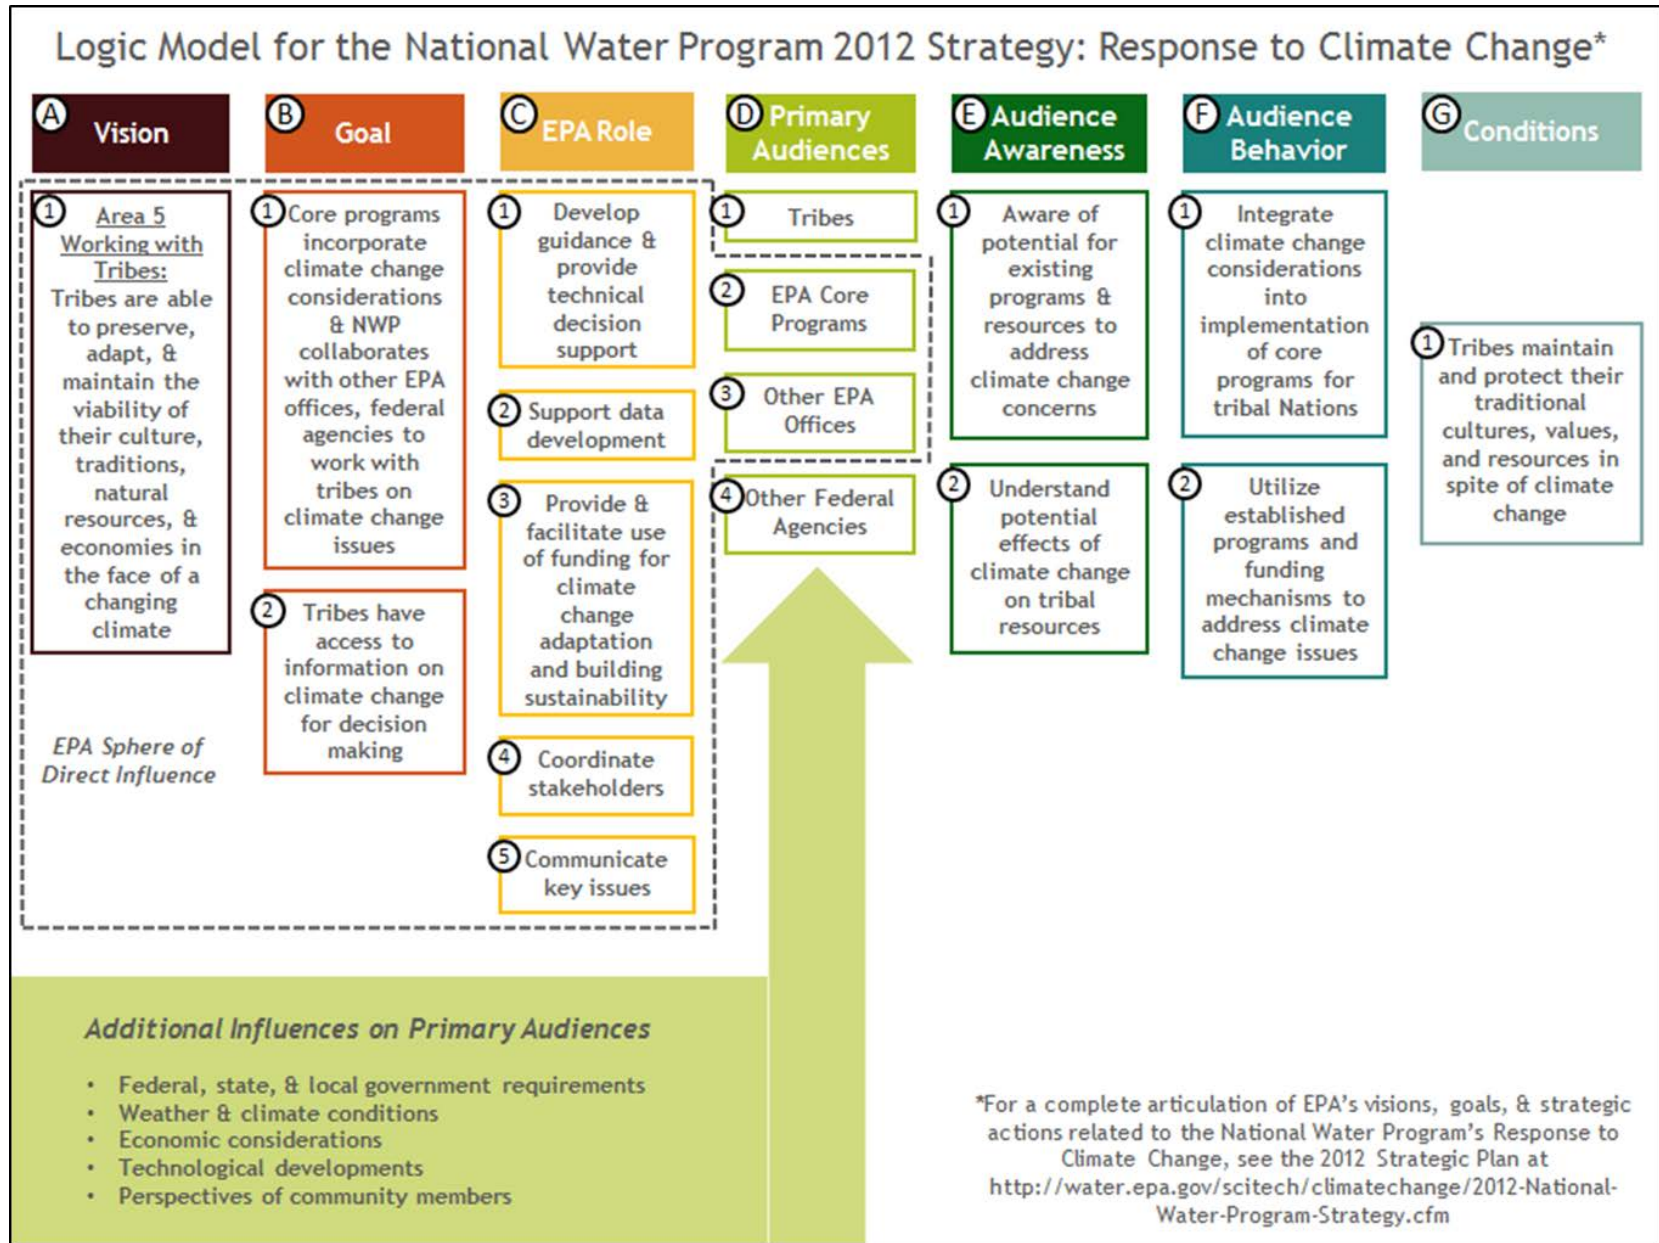 Logic Model for the National Water Program 2012 Strategy: Response to Climate Change*
A
Vision
B
Goal
C
EPA Role
D
Primary
Audiences
E
Audience
Awareness
F
Audience
Behavior
G
Conditions
1
Area 5
Working with
Tribes:
Tribes are able
to preserve,
adapt, &
maintain the
viability of
their culture,
traditions,
natural
resources, &
economies in
the face of a
changing
climate
EPA Sphere of
Direct Influence
1
Core programs
incorporate
climate change
considerations
& NWP
collaborates
with other EPA
offices, federal
agencies to
work with
tribes on
climate change
issues
2
Tribes have
access to
information on
climate change
for decision
making
1
Develop
guidance &
provide
technical
decision
support
2
Support data
development
3
Provide &
facilitate use
of funding for
climate
change
adaptation
and building
sustainability
4
Coordinate
stakeholders
5
Communicate
key issues
1
Tribes
2
EPA Core
Programs
3
Other EPA
Offices
4
Other Federal
Agencies
1
Aware of
potential for
existing
programs &
resources to
address
climate change
concerns
2
Understand
potential
effects of
climate change
on tribal
resources
1
Integrate
climate change
considerations
into
implementation
of core
programs for
tribal Nations
2
Utilize
established
programs and
funding
mechanisms to
address climate
change issues
1
Tribes maintain
and protect their
traditional
cultures, values,
and resources in
spite of climate
change
Additional Influences on Primary Audiences
• Federal, state, & local government requirements
• Weather & climate conditions
• Economic considerations
• Technological developments
• Perspectives of community members
*For a complete articulation of EPA's visions, goals, & strategic
actions related to the National Water Program's Response to
Climate Change, see the 2012 Strategic Plan at
http://water.epa.gov/scitech/climatechange/2012-National-
Water-Program-Strategy.cfm